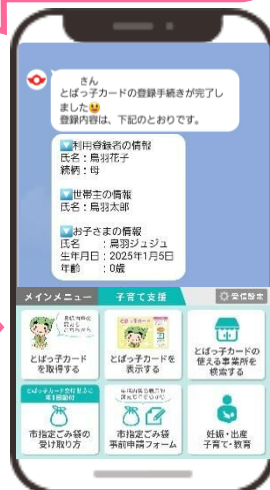 さん
とばっ子カードの登録手続きが完了し
ました😃
登録内容は、下記のとおりです。
🔽利用登録者の情報
氏名：鳥羽花子
続柄：母
🔽世帯主の情報
氏名：鳥羽太郎
🔽お子さまの情報
氏名　　：鳥羽ジュジュ
生年月日：2025年1月5日
年齢　　：0歳
メインメニュー
子育て支援
受信設定
とばっ子カード
を取得する
とばっ子カードを
表示する
とばっ子カードの
使える事業所を
検索する
市指定ごみ袋の
受け取り方
市指定ごみ袋
事前申請フォーム
妊娠・出産
子育て・教育